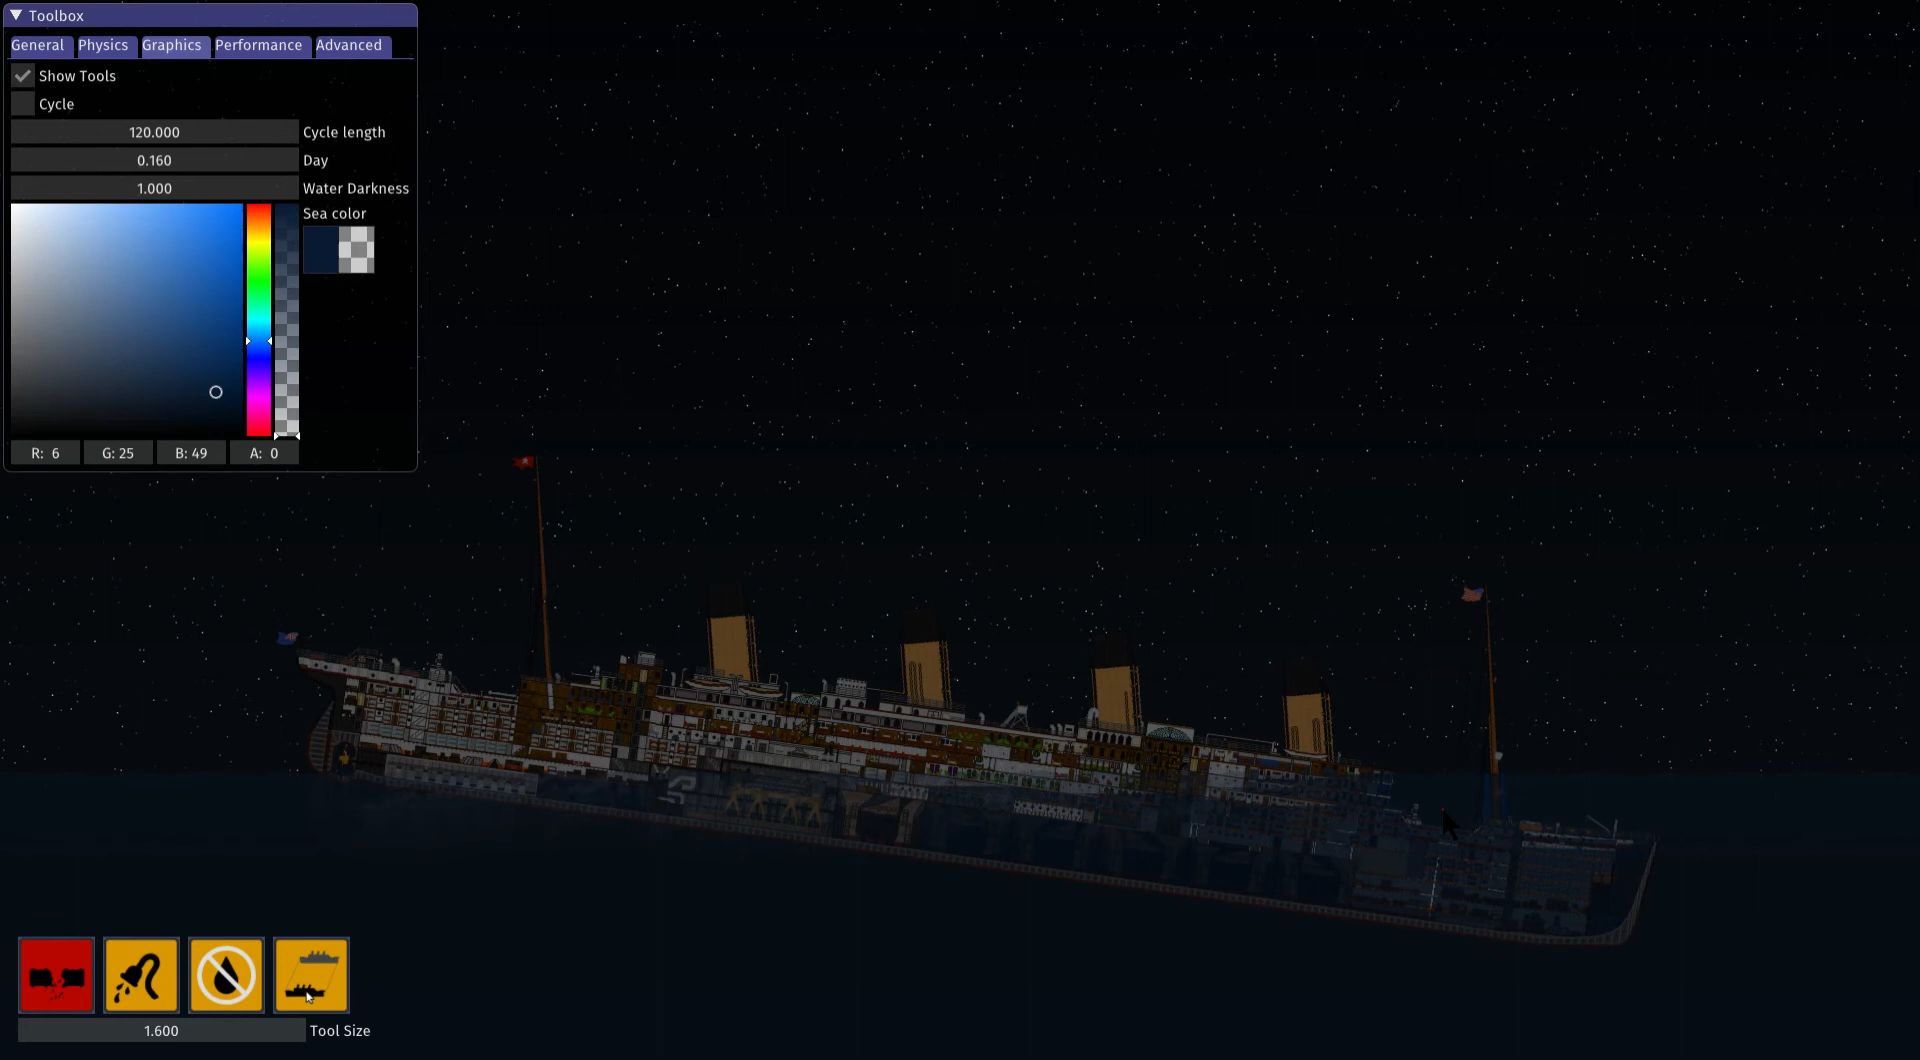 Toolbox
General Physics Graphics Performance Advanced
Show Tools
Cycle
120.000 Cycle length
0.160 Day
1.000 Water Darkness
Sea color
R: 6 G: 25 B: 49 A: 0
1.600 Tool Size